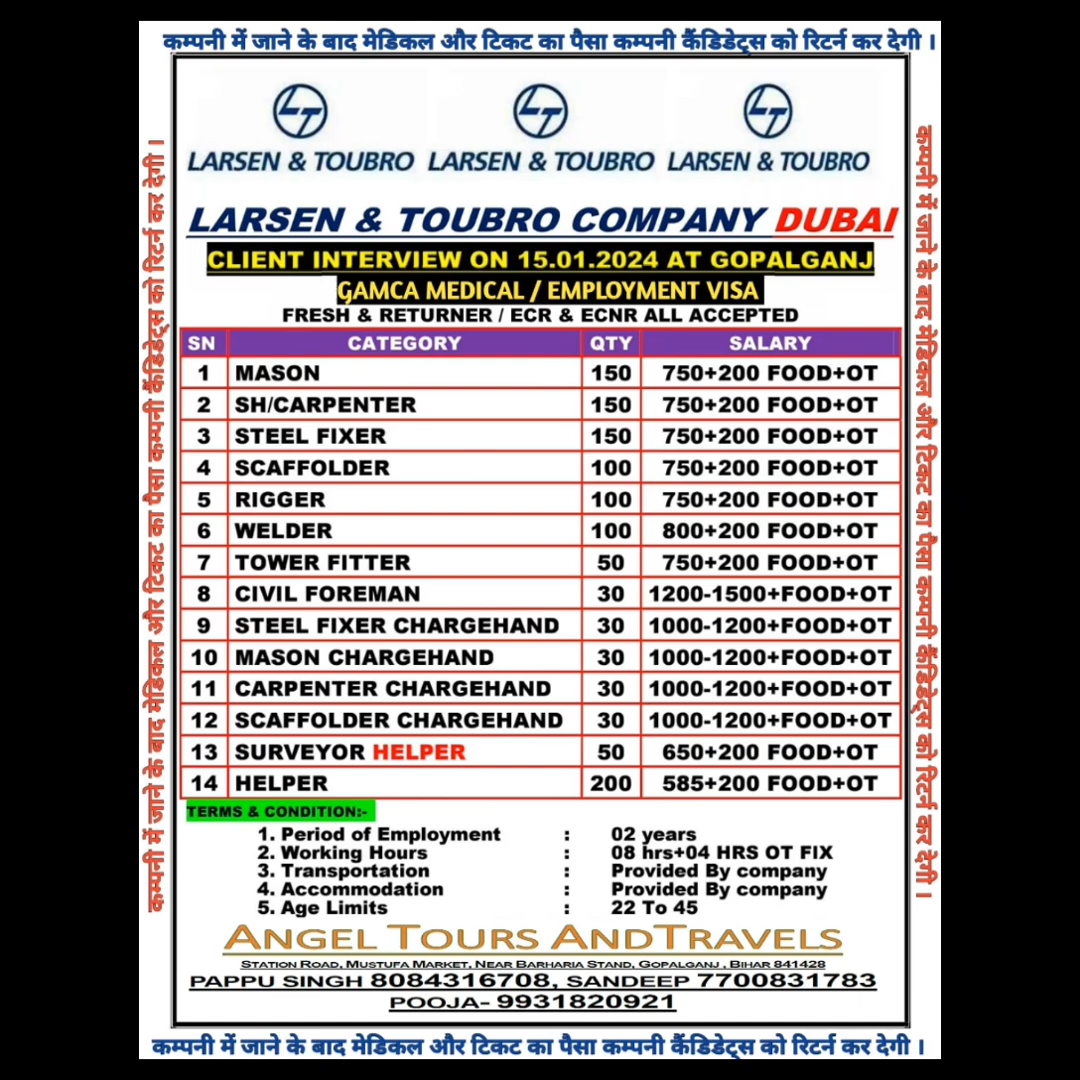 कम्पनी में जाने के बाद मेडिकल और टिकट का पैसा कम्पनी कैंडिडेट्स को रिटर्न कर देगी ।
LARSEN & TOUBRO LARSEN & TOUBRO LARSEN & TOUBRO
LARSEN & TOUBRO COMPANY DUBAI
CLIENT INTERVIEW ON 15.01.2024 AT GOPALGANJ
GAMCA MEDICAL / EMPLOYMENT VISA
FRESH & RETURNER / ECR & ECNR ALL ACCEPTED
SN CATEGORY QTY SALARY
1 MASON 150 750+200 FOOD+OT
2 SH/CARPENTER 150 750+200 FOOD+OT
3 STEEL FIXER 150 750+200 FOOD+OT
4 SCAFFOLDER 100 750+200 FOOD+OT
5 RIGGER 100 750+200 FOOD+OT
6 WELDER 100 800+200 FOOD+OT
7 TOWER FITTER 50 750+200 FOOD+OT
8 CIVIL FOREMAN 30 1200-1500+FOOD+OT
9 STEEL FIXER CHARGEHAND 30 1000-1200+FOOD+OT
10 MASON CHARGEHAND 30 1000-1200+FOOD+OT
11 CARPENTER CHARGEHAND 30 1000-1200+FOOD+OT
12 SCAFFOLDER CHARGEHAND 30 1000-1200+FOOD+OT
13 SURVEYOR HELPER 50 650+200 FOOD+OT
14 HELPER 200 585+200 FOOD+OT
TERMS & CONDITION:-
1. Period of Employment : 02 years
2. Working Hours : 08 hrs+04 HRS OT FIX
3. Transportation : Provided By company
4. Accommodation : Provided By company
5. Age Limits : 22 To 45
ANGEL TOURS ANDTRAVELS
STATION ROAD, MUSTUFA MARKET, NEAR BARHARIA STAND, GOPALGANJ , BIHAR 841428
PAPPU SINGH 8084316708, SANDEEP 7700831783
POOJA- 9931820921
कम्पनी में जाने के बाद मेडिकल और टिकट का पैसा कम्पनी कैंडिडेट्स को रिटर्न कर देगी ।
कम्पनी में जाने के बाद मेडिकल और टिकट का पैसा कम्पनी कैंडिडेट्स को रिटर्न कर देगी ।
कम्पनी में जाने के बाद मेडिकल और टिकट का पैसा कम्पनी कैंडिडेट्स को रिटर्न कर देगी ।